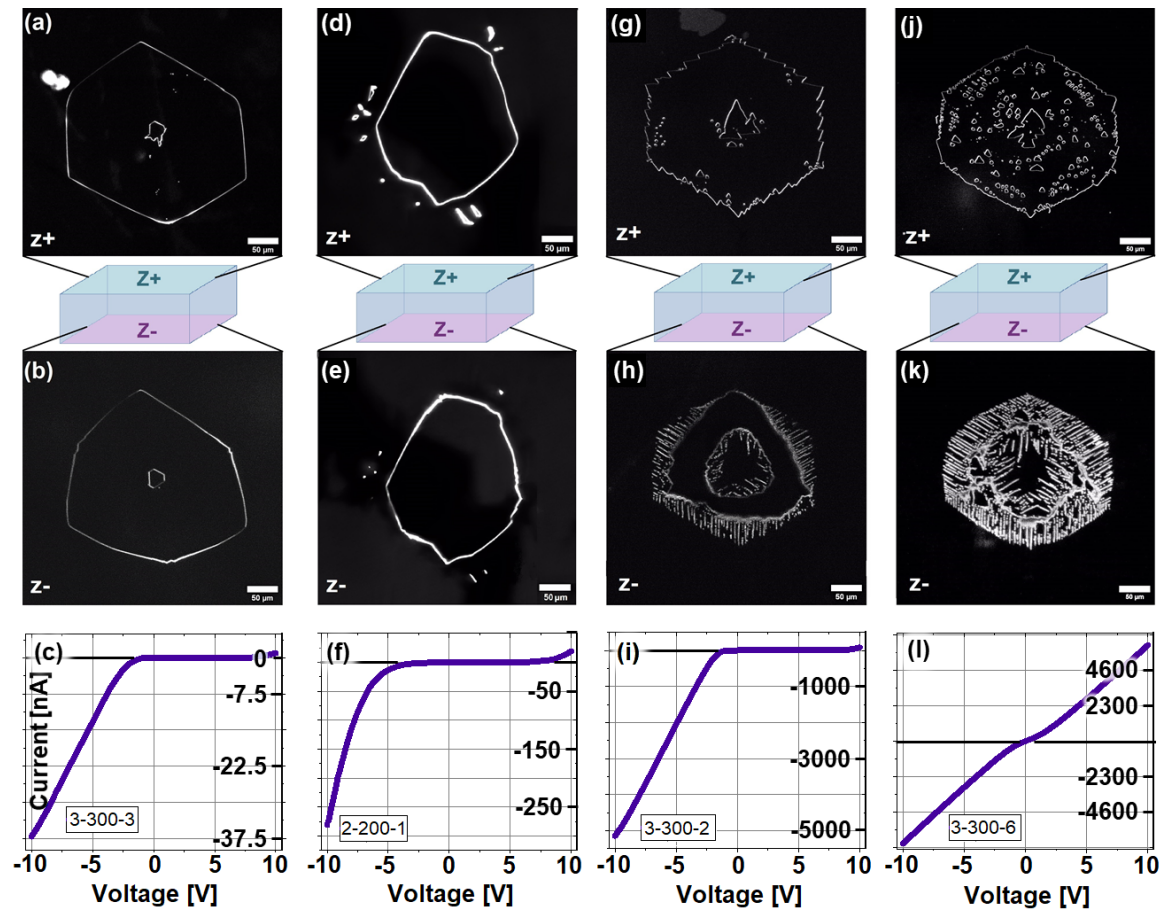 (a)
z+
50 µm
(d)
z+
50 µm
(g)
z+
50 µm
(j)
z+
50 µm
Z+
Z-
Z+
Z-
Z+
Z-
Z+
Z-
(b)
z-
50 µm
(e)
z-
50 µm
(h)
z-
50 µm
(k)
z-
50 µm
(c)
Current [nA]
0
-7.5
-22.5
-37.5
3-300-3
-10 -5 0 5 10
Voltage [V]
(f)
-50
-150
-250
2-200-1
-10 -5 0 5 10
Voltage [V]
(i)
-1000
-3000
-5000
3-300-2
-10 -5 0 5 10
Voltage [V]
(l)
4600
2300
-2300
-4600
3-300-6
-10 -5 0 5 10
Voltage [V]